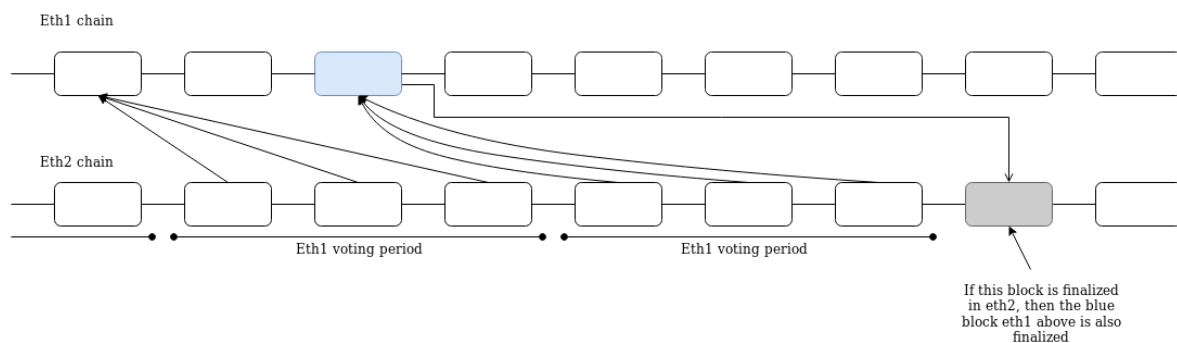 Eth1 chain
Eth2 chain
Eth1 voting period
Eth1 voting period
If this block is finalized
in eth2, then the blue
block eth1 above is also
finalized